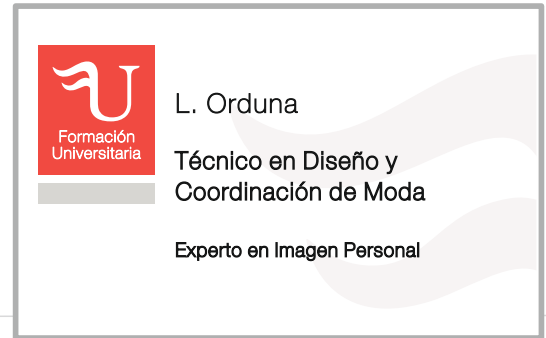 U
Formación
Universitaria
L. Orduna
Técnico en Diseño y
Coordinación de Moda
Experto en Imagen Personal